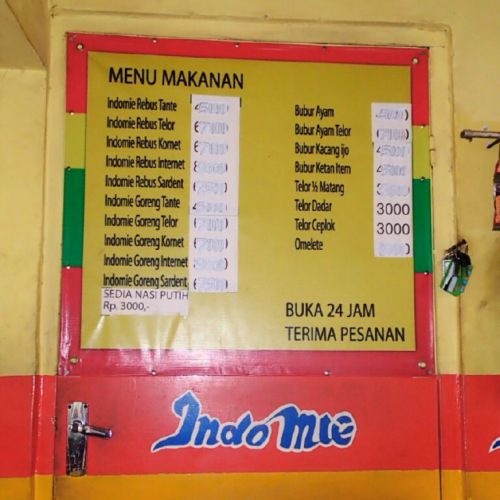 MENU MAKANAN
Indomie Rebus Tante
Indomie Rebus Telor
Indomie Rebus Kornet
Indomie Rebus Internet
Indomie Rebus Sardent
Indomie Goreng Tante
Indomie Goreng Telor
Indomie Goreng Kornet
Indomie Goreng Internet
Indomie Goreng Sardent
SEDIA NASI PUTIH
Rp. 3000,-
Bubur Ayam
Bubur Ayam Telor
Bubur Kacang ijo
Bubur Ketan Item
Telor ½ Matang
Telor Dadar 3000
Telor Ceplok 3000
Omelete
BUKA 24 JAM
TERIMA PESANAN
Indomie